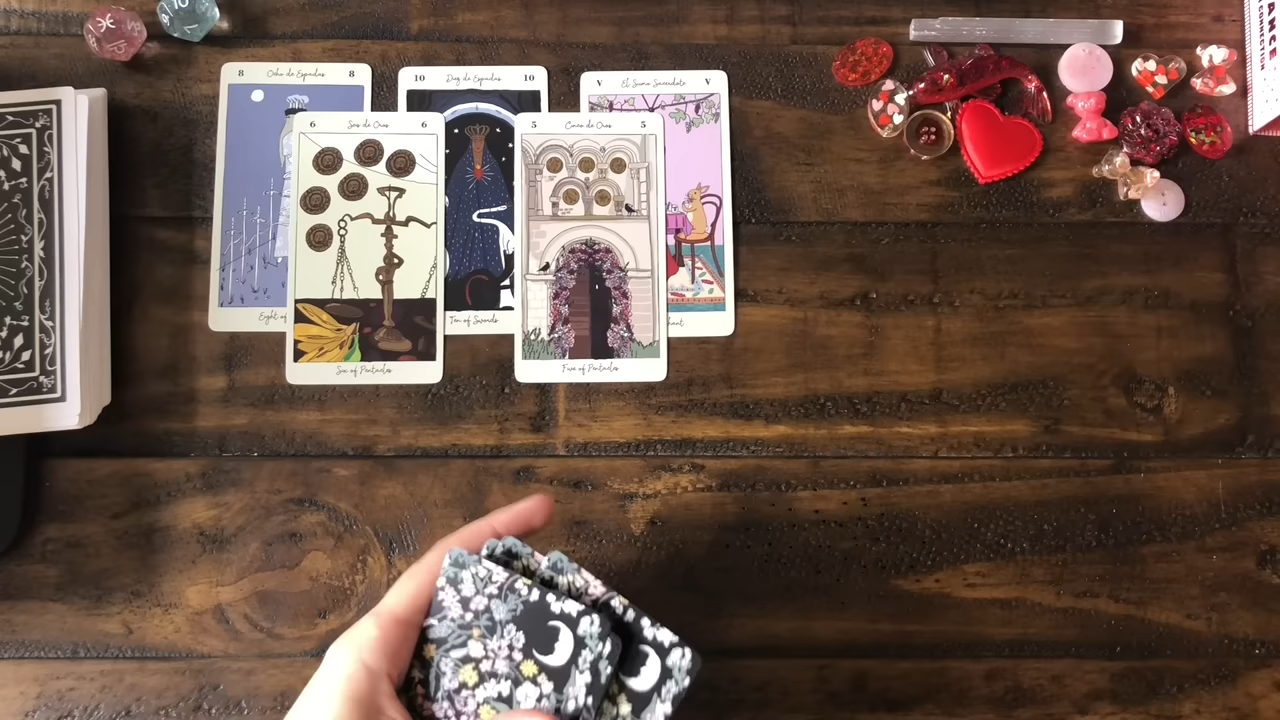 8 Ocho de Espadas 8
10 Diez de Espadas 10
V El Sumo Sacerdote V
6 Seis de Oros 6
5 Cinco de Oros 5
Eight of
Ten of Swords
hant
Six of Pentacles
Five of Pentacles
ANCE